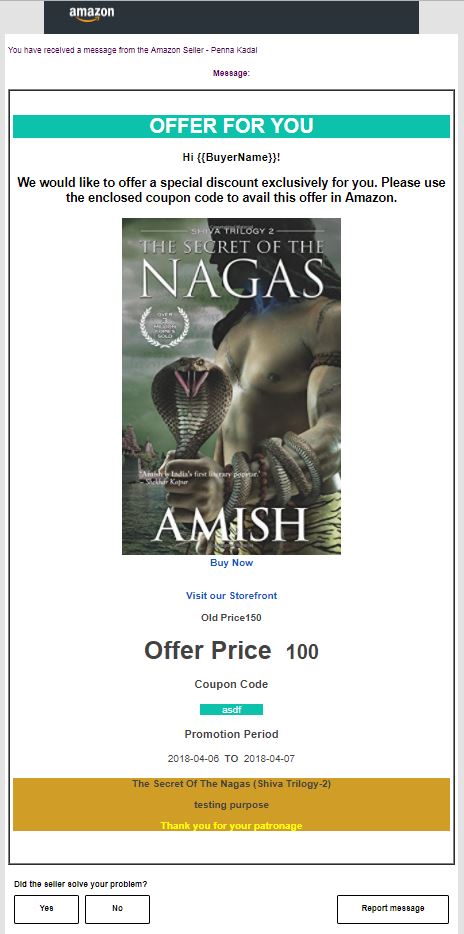 amazon
You have received a message from the Amazon Seller - Penna Kadal
Message:
OFFER FOR YOU
Hi {{BuyerName}}!
We would like to offer a special discount exclusively for you. Please use
the enclosed coupon code to avail this offer in Amazon.
SHIVA TRILOGY 2
THE SECRET OF THE
NAGAS
OVER
3
MILLION
COPIES
SOLD
'Amish is India's first literary popstar.'
– Shekhar Kapur
AMISH
Buy Now
Visit our Storefront
Old Price150
Offer Price 100
Coupon Code
asdf
Promotion Period
2018-04-06 TO 2018-04-07
The Secret Of The Nagas (Shiva Trilogy-2)
testing purpose
Thank you for your patronage
Did the seller solve your problem?
Yes No Report message